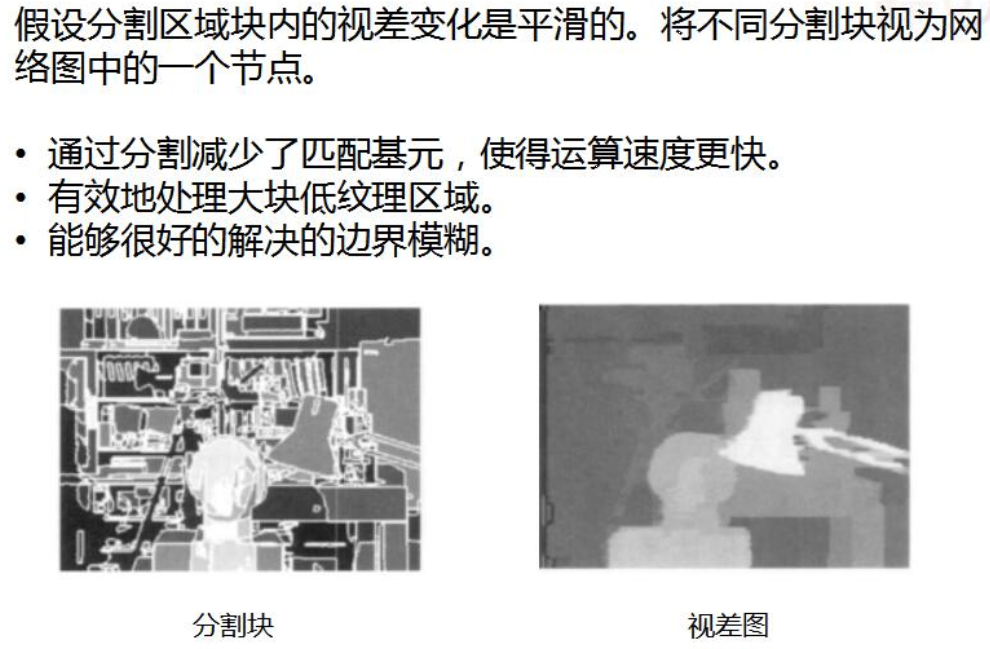 假设分割区域块内的视差变化是平滑的。将不同分割块视为网
络图中的一个节点。
• 通过分割减少了匹配基元，使得运算速度更快。
• 有效地处理大块低纹理区域。
• 能够很好的解决的边界模糊。
分割块
视差图